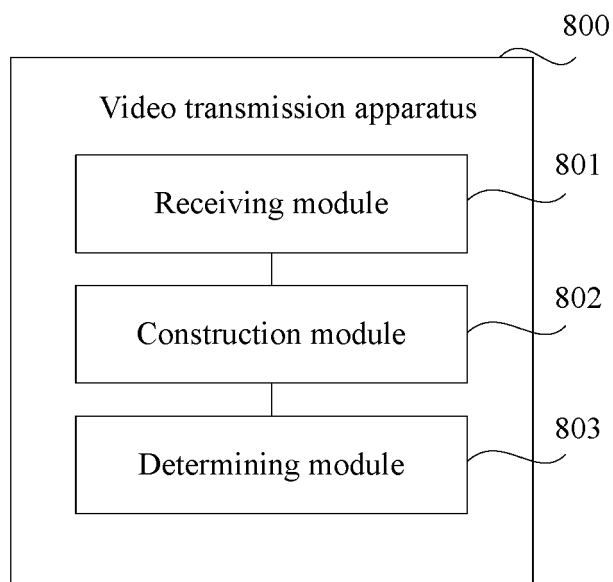 800
Video transmission apparatus
801
Receiving module
802
Construction module
803
Determining module